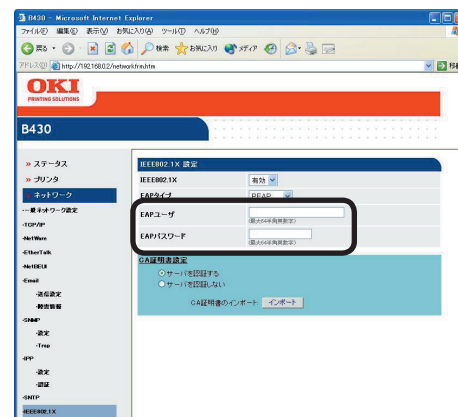 B430 - Microsoft Internet Explorer
ファイル(F) 編集(E) 表示(V) お気に入り(A) ツール(T) ヘルプ(H)
戻る 検索 お気に入り メディア
アドレス(D) http://192.168.0.2/networkfrm.htm 移動
OKI
PRINTING SOLUTIONS
B430
» ステータス
» プリンタ
» ネットワーク
-一般ネットワーク設定
-TCP/IP
-NetWare
-EtherTalk
-NetBEUI
-Email
-送信設定
-障害情報
-SNMP
-設定
-Trap
-IPP
-設定
-認証
-SNTP
-IEEE802.1X
IEEE802.1X 設定
IEEE802.1X 有効
EAPタイプ PEAP
EAPユーザ
(最大64半角英数字)
EAPパスワード
(最大64半角英数字)
CA証明書設定
サーバを認証する
サーバを認証しない
CA証明書のインポート: インポート